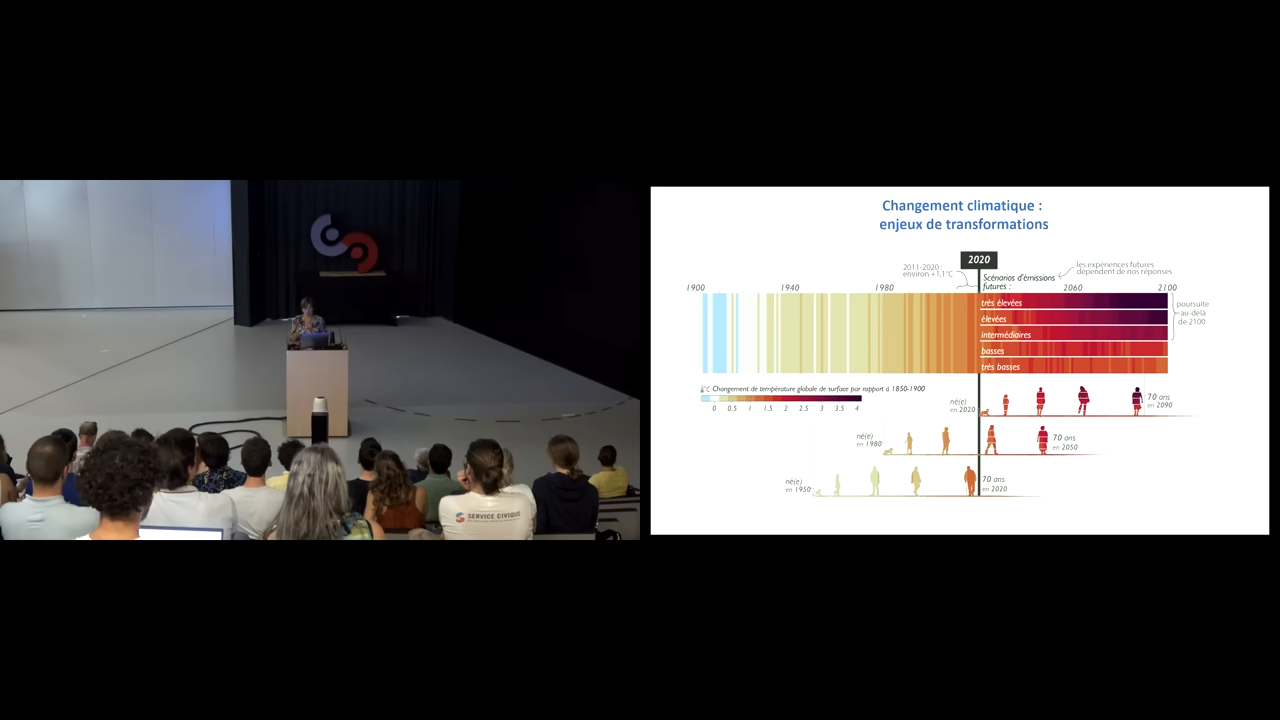 SERVICE CIVIQUE
Changement climatique :
enjeux de transformations
2020
2011-2020 :
environ +1,1°C
Scénarios d'émissions
futures :
les expériences futures
dépendent de nos réponses
1900
1940
1980
2060
2100
très élevées
élevées
intermédiaires
basses
très basses
poursuite
au-delà
de 2100
°C Changement de température globale de surface par rapport à 1850-1900
0 0.5 1 1.5 2 2.5 3 3.5 4
né(e)
en 2020
70 ans
en 2090
né(e)
en 1980
70 ans
en 2050
né(e)
en 1950
70 ans
en 2020